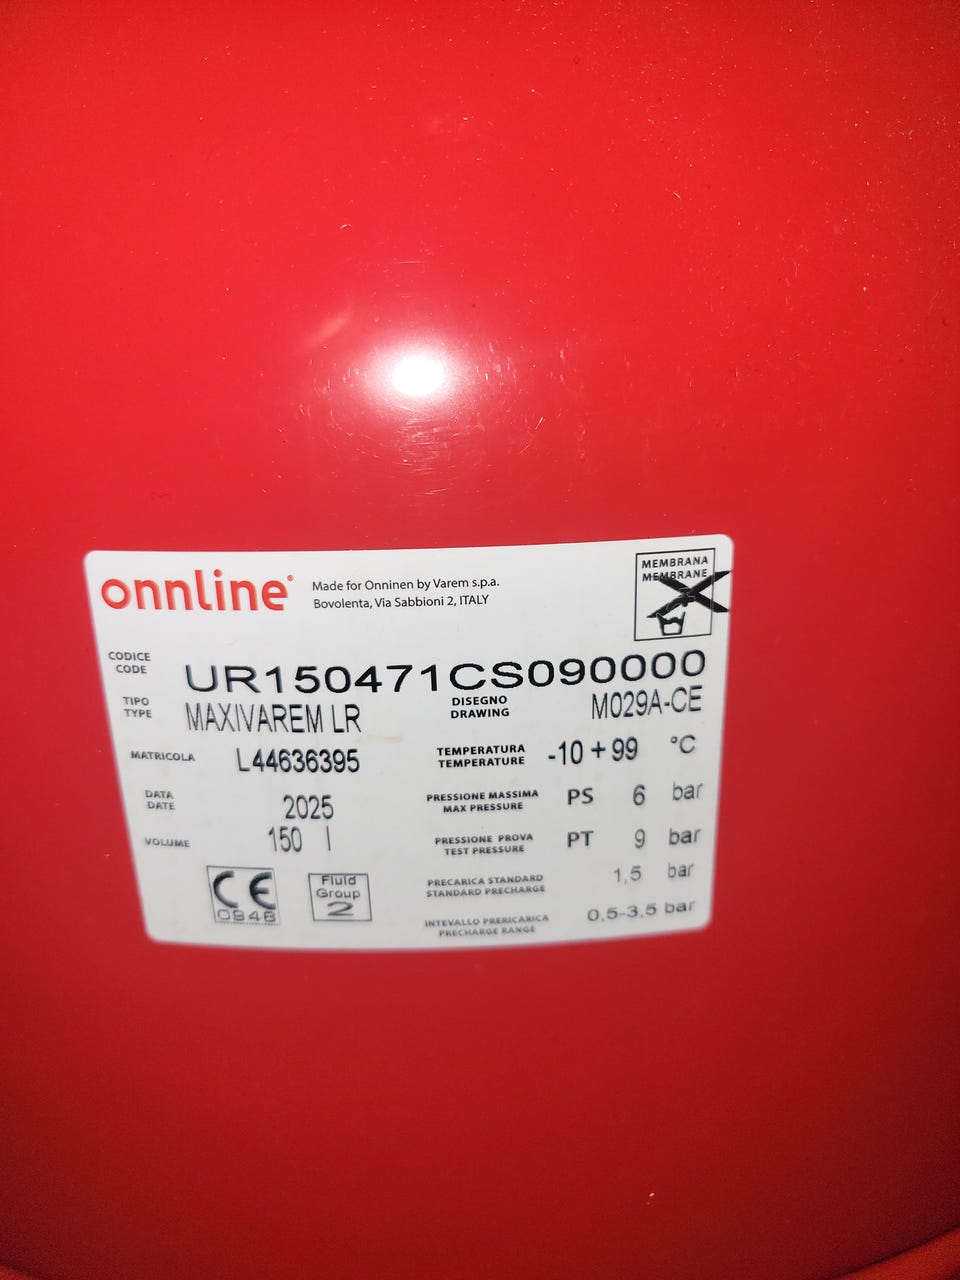 onnline
Made for Onninen by Varem s.p.a.
Bovolenta, Via Sabbioni 2, ITALY
MEMBRANA
MEMBRANE
CODICE
CODE
UR150471CS090000
TIPO
TYPE
MAXIVAREM LR
DISEGNO
DRAWING
M029A-CE
MATRICOLA
L44636395
TEMPERATURA
TEMPERATURE
-10 +99 °C
DATA
DATE
2025
PRESSIONE MASSIMA
MAX PRESSURE
PS 6 bar
VOLUME
150 l
PRESSIONE PROVA
TEST PRESSURE
PT 9 bar
CE
0948
Fluid
Group
2
PRECARICA STANDARD
STANDARD PRECHARGE
1,5 bar
INTEVALLO PRERICARICA
PRECHARGE RANGE
0,5-3,5 bar